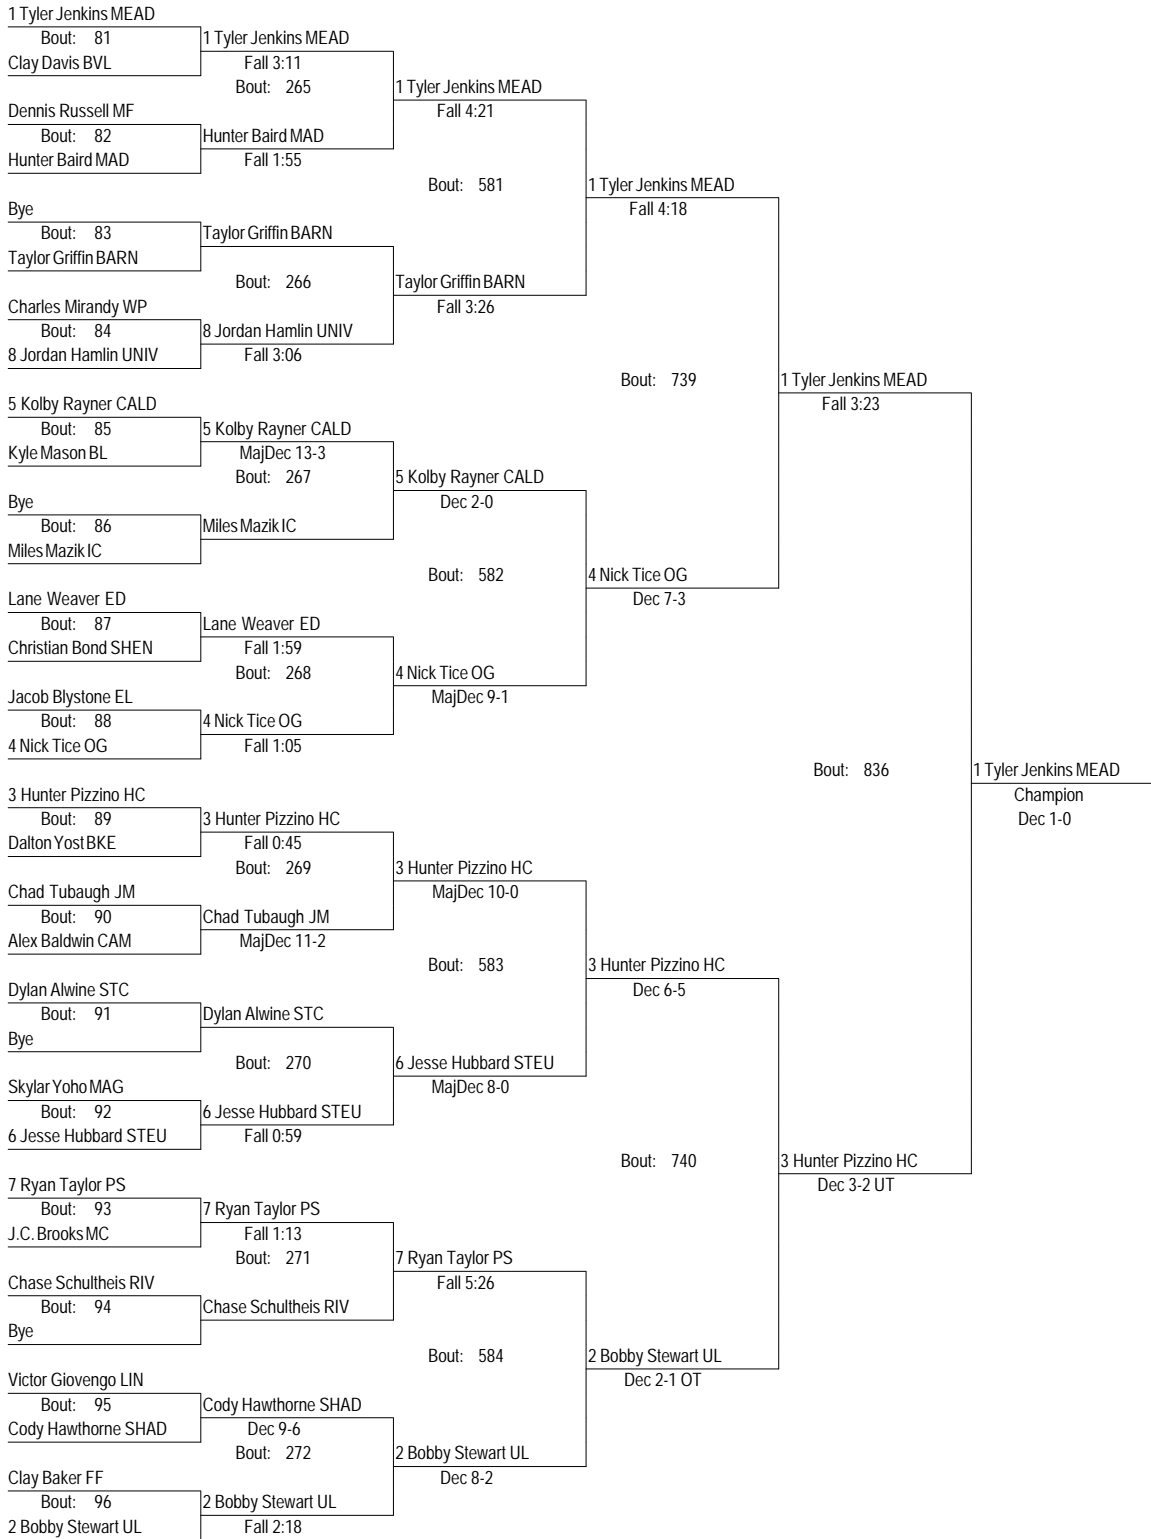 1 Tyler Jenkins MEAD
Bout: 81
Clay Davis BVL
1 Tyler Jenkins MEAD
Fall 3:11
Bout: 265
Dennis Russell MF
Bout: 82
Hunter Baird MAD
Hunter Baird MAD
Fall 1:55
1 Tyler Jenkins MEAD
Fall 4:21
Bout: 581
Bye
Bout: 83
Taylor Griffin BARN
Taylor Griffin BARN
Bout: 266
Charles Mirandy WP
Bout: 84
8 Jordan Hamlin UNIV
8 Jordan Hamlin UNIV
Fall 3:06
Taylor Griffin BARN
Fall 3:26
1 Tyler Jenkins MEAD
Fall 4:18
Bout: 739
5 Kolby Rayner CALD
Bout: 85
Kyle Mason BL
5 Kolby Rayner CALD
MajDec 13-3
Bout: 267
Bye
Bout: 86
Miles Mazik IC
Miles Mazik IC
5 Kolby Rayner CALD
Dec 2-0
Bout: 582
Lane Weaver ED
Bout: 87
Christian Bond SHEN
Lane Weaver ED
Fall 1:59
Bout: 268
Jacob Blystone EL
Bout: 88
4 Nick Tice OG
4 Nick Tice OG
Fall 1:05
4 Nick Tice OG
MajDec 9-1
4 Nick Tice OG
Dec 7-3
1 Tyler Jenkins MEAD
Fall 3:23
Bout: 836
1 Tyler Jenkins MEAD
Champion
Dec 1-0
3 Hunter Pizzino HC
Bout: 89
Dalton Yost BKE
3 Hunter Pizzino HC
Fall 0:45
Bout: 269
Chad Tubaugh JM
Bout: 90
Alex Baldwin CAM
Chad Tubaugh JM
MajDec 11-2
3 Hunter Pizzino HC
MajDec 10-0
Bout: 583
Dylan Alwine STC
Bout: 91
Bye
Dylan Alwine STC
Bout: 270
Skylar Yoho MAG
Bout: 92
6 Jesse Hubbard STEU
6 Jesse Hubbard STEU
Fall 0:59
6 Jesse Hubbard STEU
MajDec 8-0
3 Hunter Pizzino HC
Dec 6-5
Bout: 740
7 Ryan Taylor PS
Bout: 93
J.C. Brooks MC
7 Ryan Taylor PS
Fall 1:13
Bout: 271
Chase Schultheis RIV
Bout: 94
Bye
Chase Schultheis RIV
7 Ryan Taylor PS
Fall 5:26
Bout: 584
Victor Giovengo LIN
Bout: 95
Cody Hawthorne SHAD
Cody Hawthorne SHAD
Dec 9-6
Bout: 272
Clay Baker FF
Bout: 96
2 Bobby Stewart UL
2 Bobby Stewart UL
Fall 2:18
2 Bobby Stewart UL
Dec 8-2
2 Bobby Stewart UL
Dec 2-1 OT
3 Hunter Pizzino HC
Dec 3-2 UT